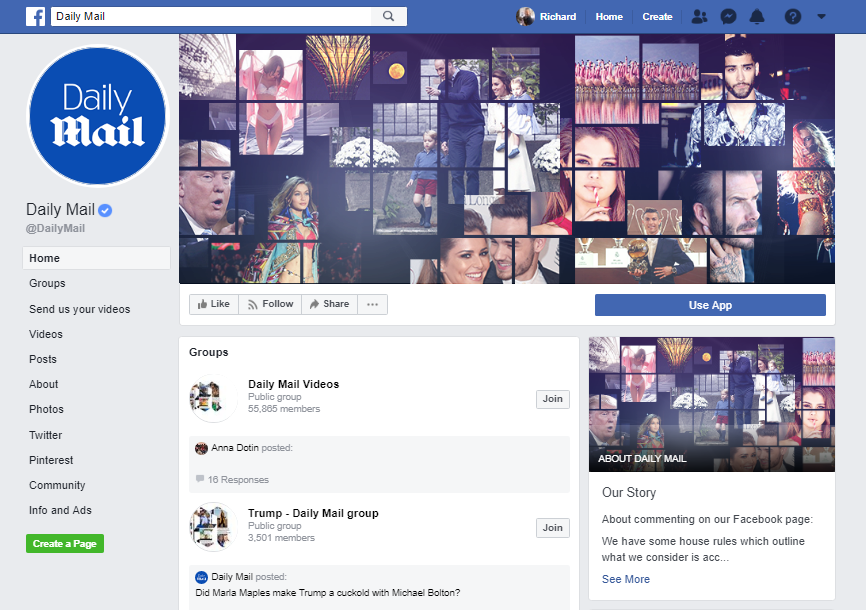 Daily Mail
Richard
Home
Create
Daily
Mail
Daily Mail
@DailyMail
Home
Groups
Send us your videos
Videos
Posts
About
Photos
Twitter
Pinterest
Community
Info and Ads
Create a Page
Like
Follow
Share
Use App
Groups
Daily Mail Videos
Public group
55,865 members
Join
Anna Dotin posted:
16 Responses
Trump - Daily Mail group
Public group
3,501 members
Join
Daily Mail posted:
Did Marla Maples make Trump a cuckold with Michael Bolton?
ABOUT DAILY MAIL
Our Story
About commenting on our Facebook page:
We have some house rules which outline
what we consider is acc...
See More